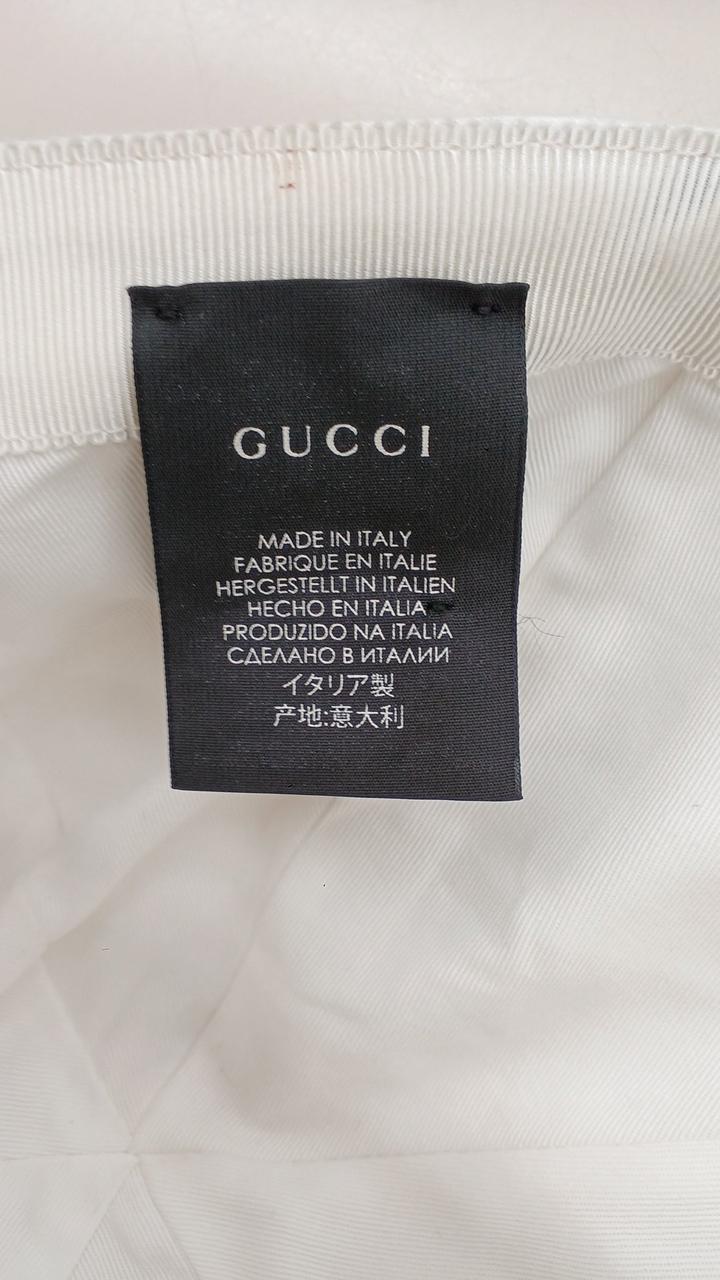 GUCCI
MADE IN ITALY
FABRIQUE EN ITALIE
HERGESTELLT IN ITALIEN
HECHO EN ITALIA
PRODUZIDO NA ITALIA
СДЕЛАНО В ИТАЛИИ
イタリア製
产地:意大利